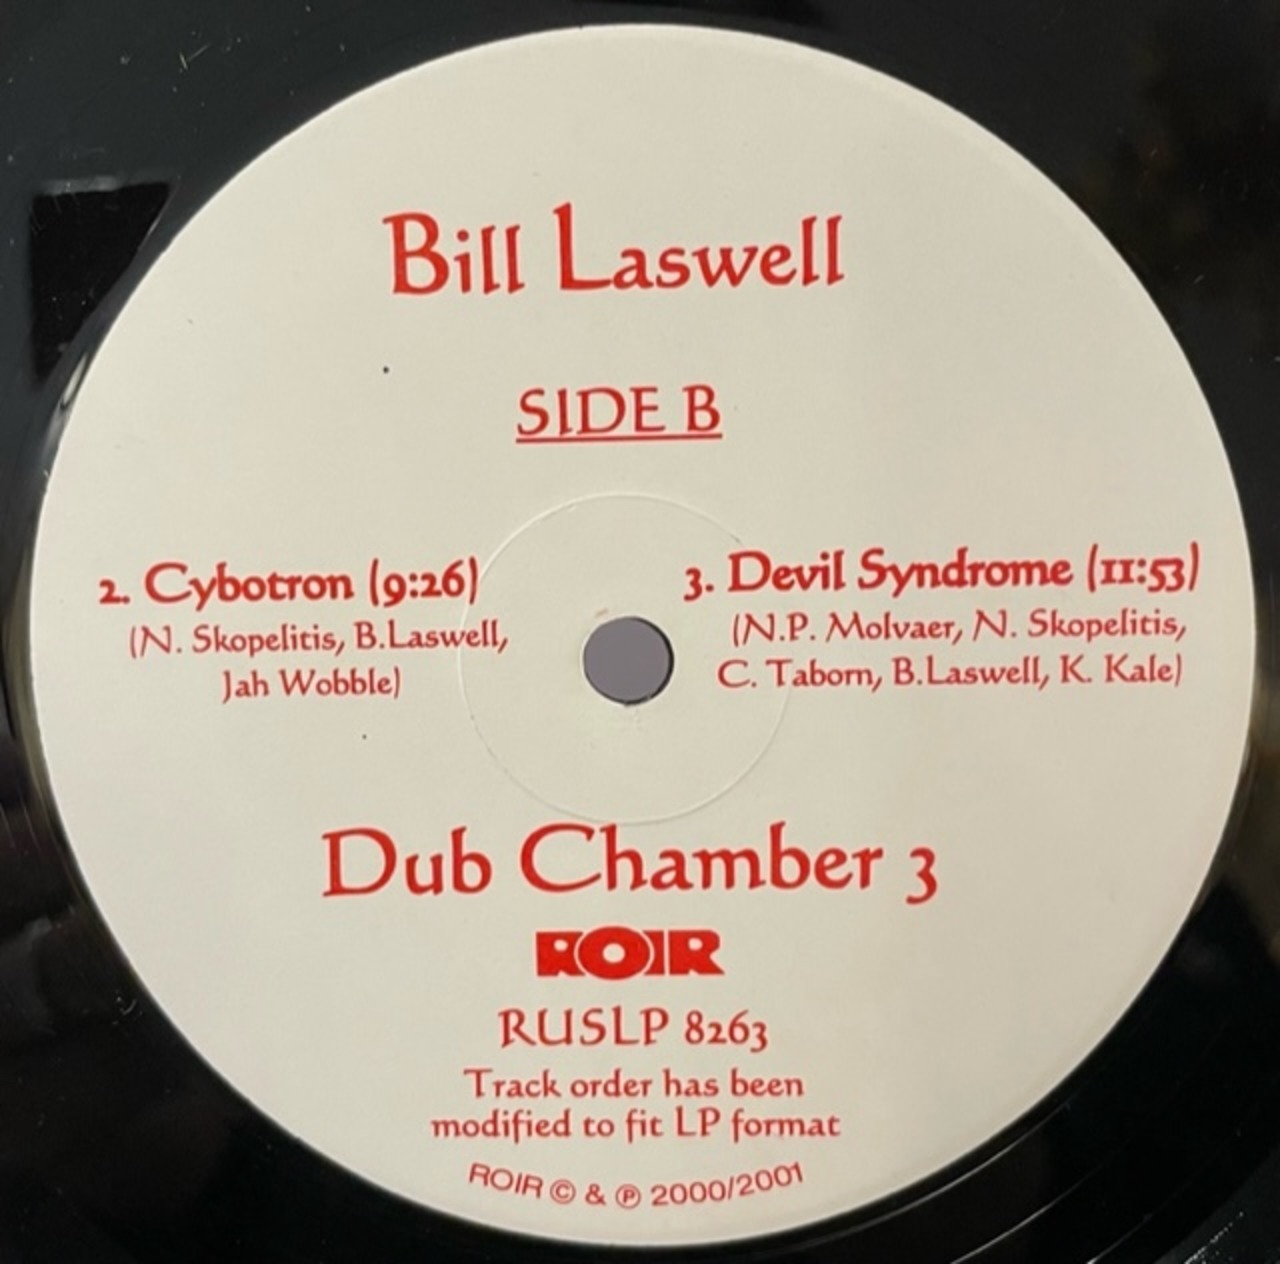 Bill Laswell
SIDE B
2. Cybotron (9:26)
(N. Skopelitis, B.Laswell,
Jah Wobble)
3. Devil Syndrome (11:53)
(N.P. Molvaer, N. Skopelitis,
C. Taborn, B.Laswell, K. Kale)
Dub Chamber 3
ROIR
RUSLP 8263
Track order has been
modified to fit LP format
ROIR © & ℗ 2000/2001